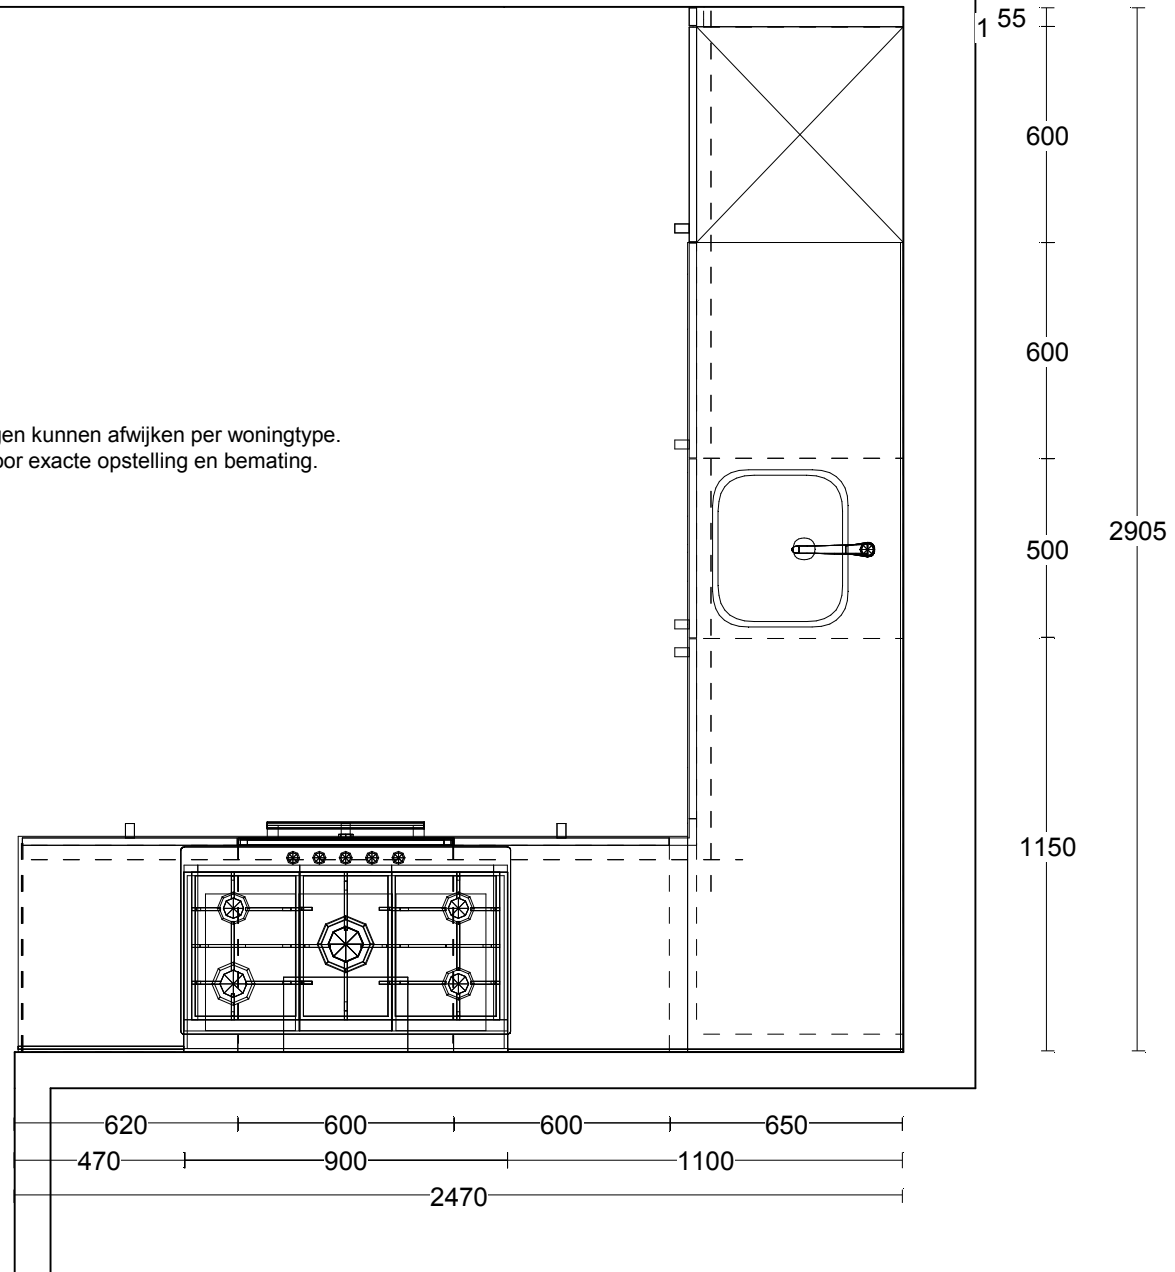 1 55
600
600
gen kunnen afwijken per woningtype.
oor exacte opstelling en bemating.
2905
500
1150
620 600 600 650
470 900 1100
2470